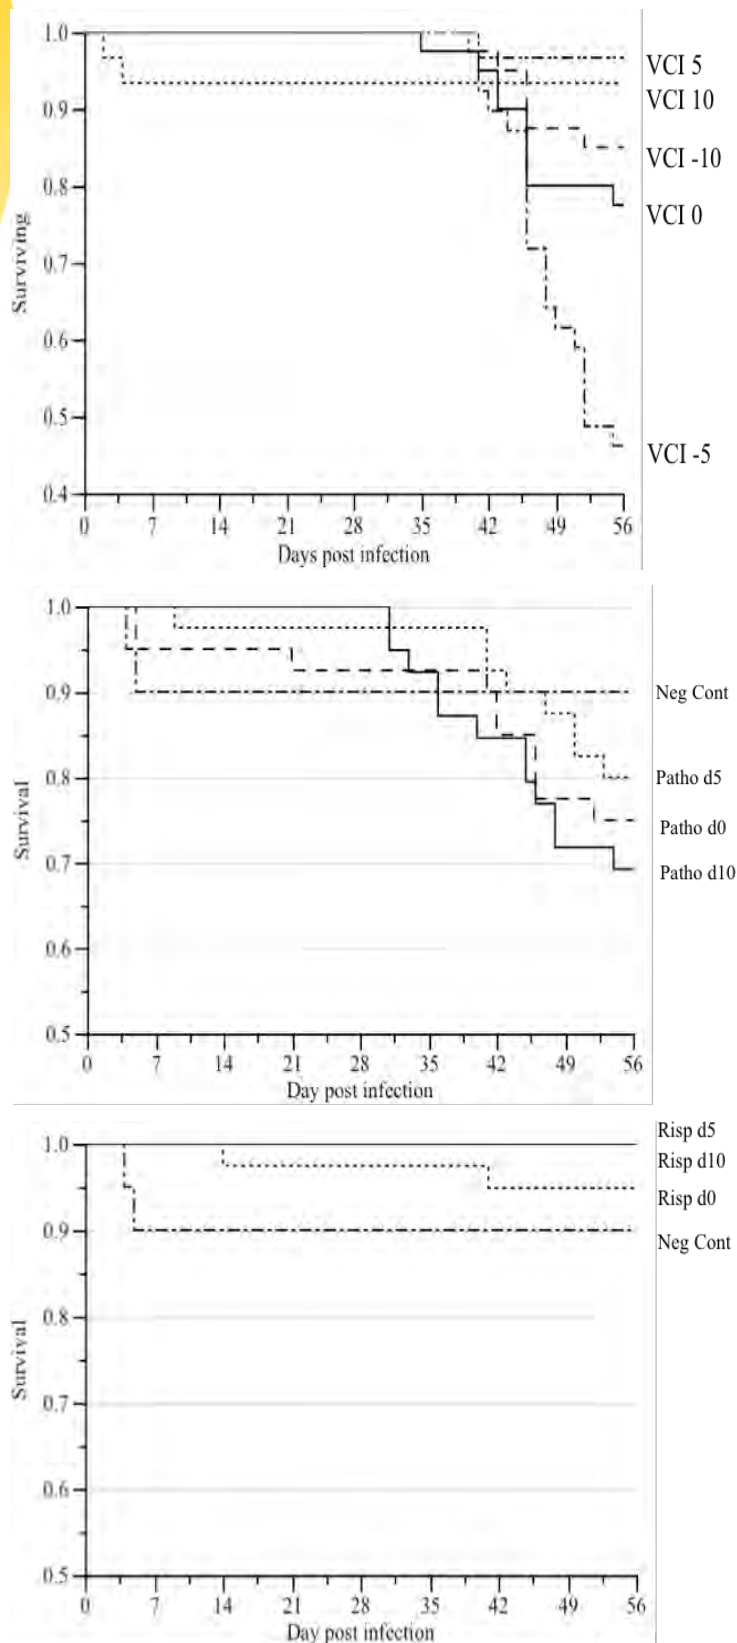 1.0
0.9
0.8
0.7
0.6
0.5
0.4
Surviving
VCI 5
VCI 10
VCI -10
VCI 0
VCI -5
0 7 14 21 28 35 42 49 56
Days post infection
1.0
0.9
0.8
0.7
0.6
0.5
Survival
Neg Cont
Patho d5
Patho d0
Patho d10
0 7 14 21 28 35 42 49 56
Day post infection
1.0
0.9
0.8
0.7
0.6
0.5
Survival
Risp d5
Risp d10
Risp d0
Neg Cont
0 7 14 21 28 35 42 49 56
Day post infection